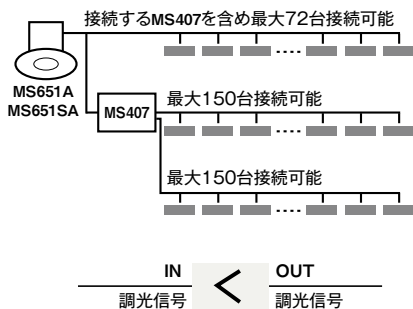 接続するMS407を含め最大72台接続可能
MS651A
MS651SA
MS407
最大150台接続可能
最大150台接続可能
IN
OUT
調光信号
調光信号